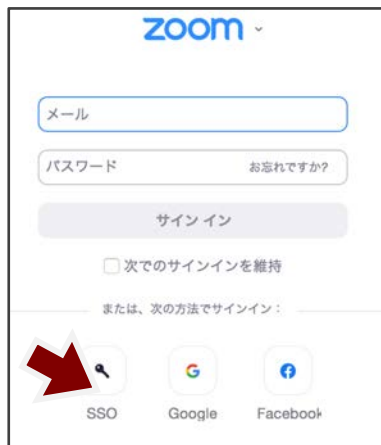 zoom
メール
パスワード お忘れですか?
サイン イン
次でのサインインを維持
または、次の方法でサインイン：
SSO Google Facebook